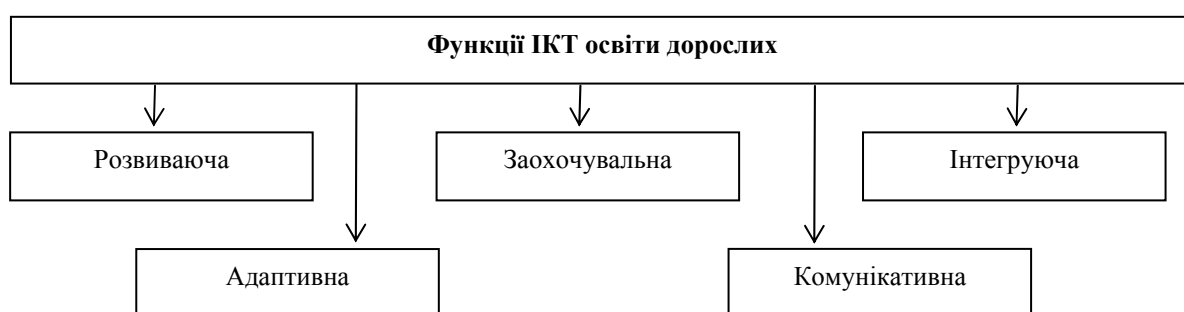 Функції ІКТ освіти дорослих
Розвиваюча
Заохочувальна
Інтегруюча
Адаптивна
Комунікативна